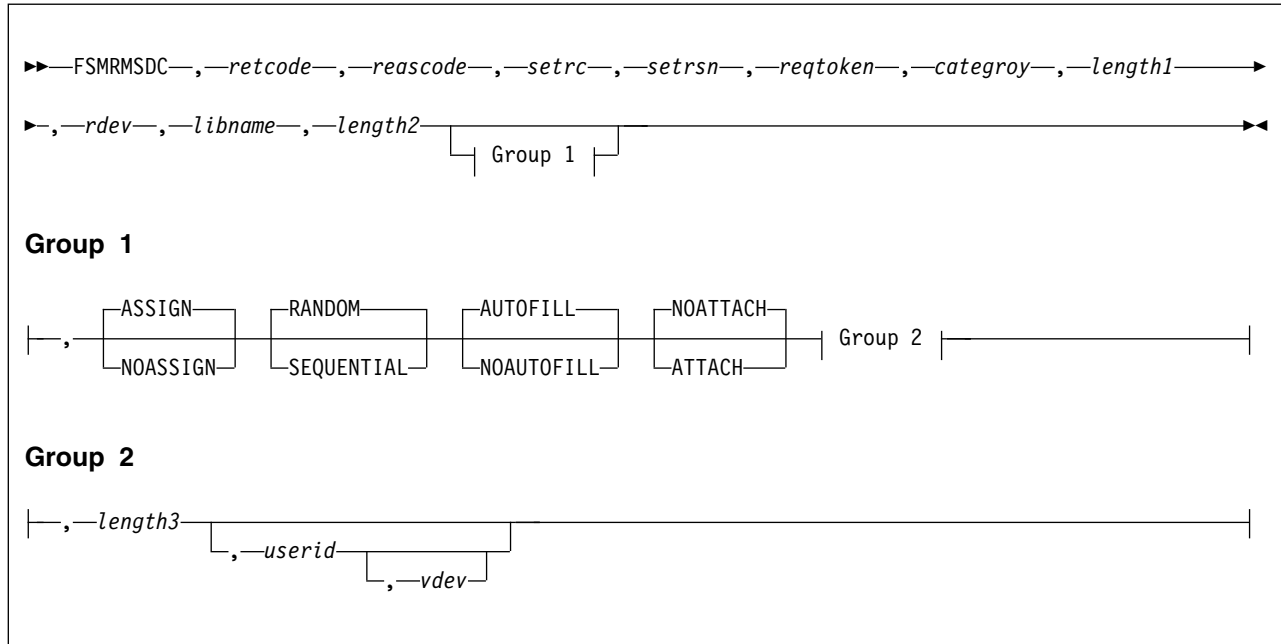 FSMRMSDC , retcode , reascode , setrc , setrsn , reqtoken , categroy , length1
, rdev , libname , length2
Group 1
Group 1
ASSIGN RANDOM AUTOFILL NOATTACH
, Group 2
NOASSIGN SEQUENTIAL NOAUTOFILL ATTACH
Group 2
, length3
, userid
, vdev